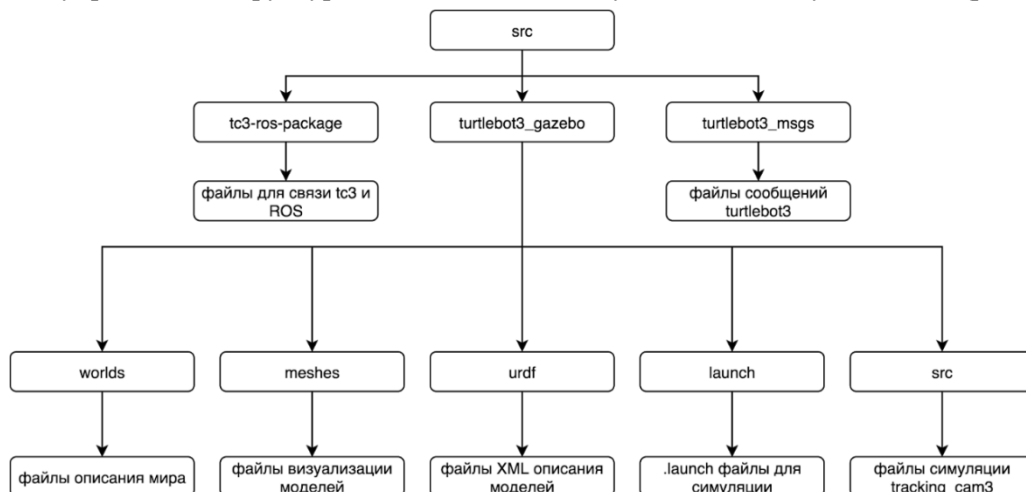 src
tc3-ros-package
turtlebot3_gazebo
turtlebot3_msgs
файлы для связи tc3 и
ROS
файлы сообщений
turtlebot3
worlds
meshes
urdf
launch
src
файлы описания мира
файлы визуализации
моделей
файлы XML описания
моделей
.launch файлы для
симуляции
файлы симуляции
tracking_cam3